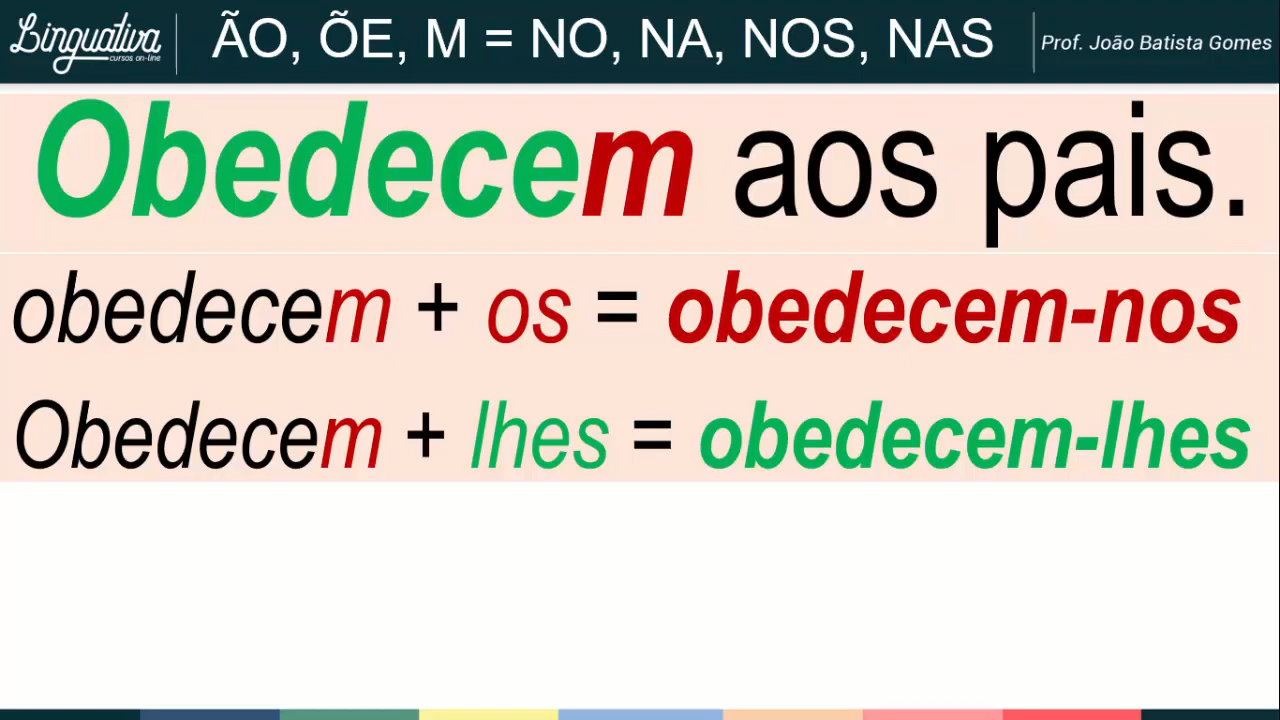 Linguativa
cursos on-line
ÃO, ÕE, M = NO, NA, NOS, NAS
Prof. João Batista Gomes
Obedecem aos pais.
obedecem + os = obedecem-nos
Obedecem + lhes = obedecem-lhes